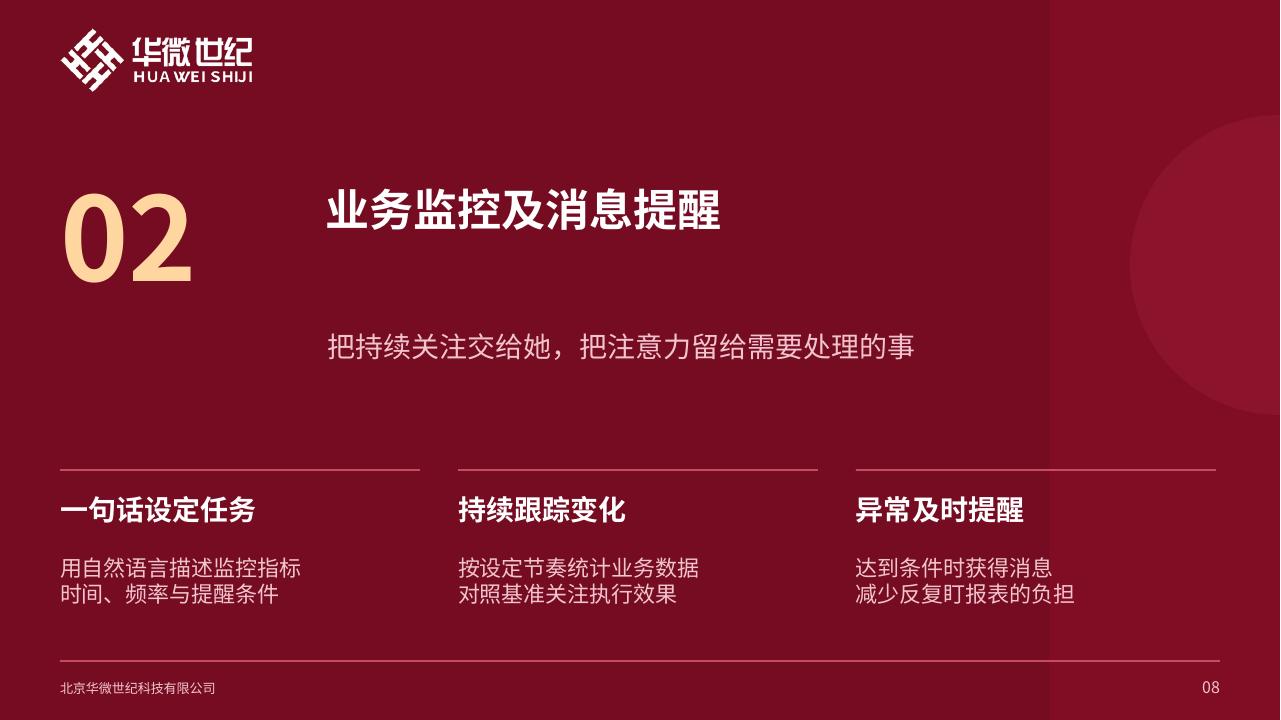 华微世纪
HUA WEI SHIJI
02
业务监控及消息提醒
把持续关注交给她，把注意力留给需要处理的事
一句话设定任务
用自然语言描述监控指标
时间、频率与提醒条件
持续跟踪变化
按设定节奏统计业务数据
对照基准关注执行效果
异常及时提醒
达到条件时获得消息
减少反复盯报表的负担
北京华微世纪科技有限公司
08